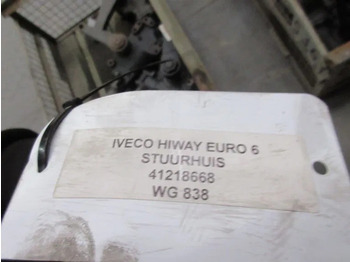 IVECO HIWAY EURO 6
STUURHUIS
41218668
WG 838